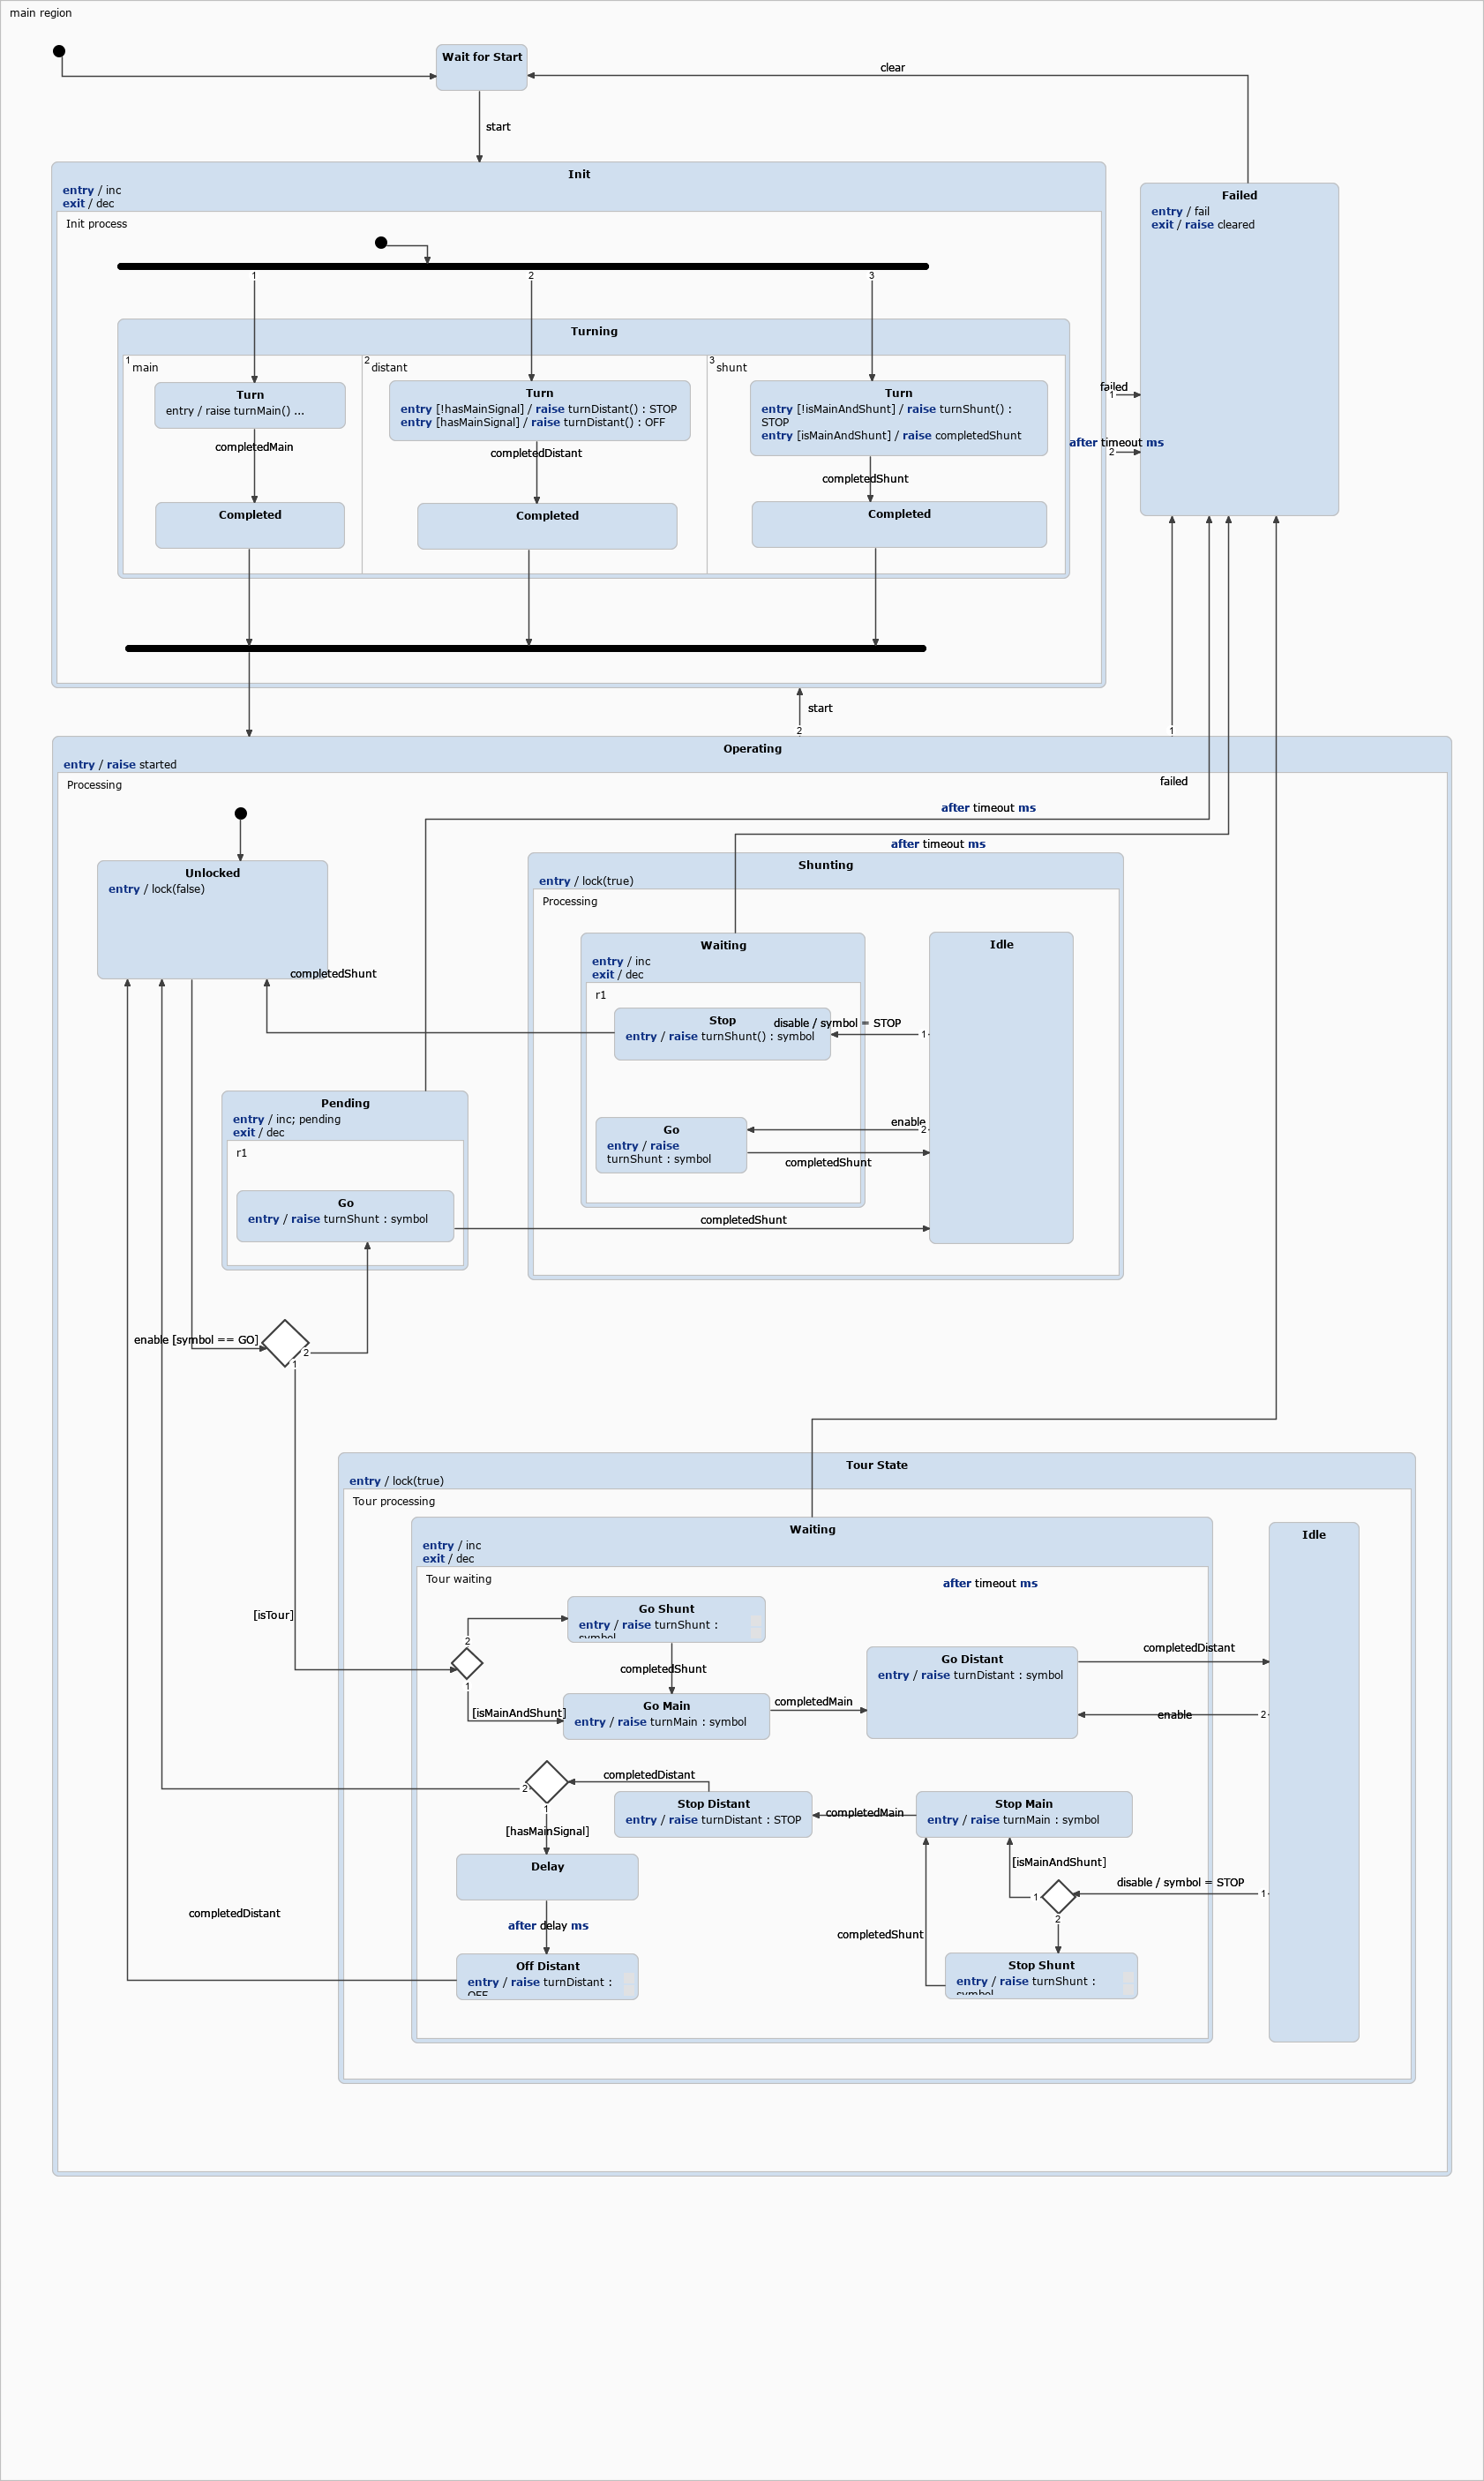 main region
Wait for Start
clear
start
Init
entry / inc
exit / dec
Init process
1
2
3
Turning
1
main
2
distant
3
shunt
Turn
entry / raise turnMain() ...
completedMain
Completed
Turn
entry [!hasMainSignal] / raise turnDistant() : STOP
entry [hasMainSignal] / raise turnDistant() : OFF
completedDistant
Completed
Turn
entry [!isMainAndShunt] / raise turnShunt() :
STOP
entry [isMainAndShunt] / raise completedShunt
completedShunt
Completed
Failed
entry / fail
exit / raise cleared
failed
1
after timeout ms
2
start
2
1
Operating
entry / raise started
Processing
failed
after timeout ms
after timeout ms
Unlocked
entry / lock(false)
completedShunt
Shunting
entry / lock(true)
Processing
Waiting
entry / inc
exit / dec
r1
Stop
entry / raise turnShunt() : symbol
disable / symbol = STOP
1
Go
entry / raise
turnShunt : symbol
enable
2
completedShunt
Idle
Pending
entry / inc; pending
exit / dec
r1
Go
entry / raise turnShunt : symbol
completedShunt
enable [symbol == GO]
2
1
[isTour]
Tour State
entry / lock(true)
Tour processing
Waiting
entry / inc
exit / dec
Tour waiting
after timeout ms
Idle
Go Shunt
entry / raise turnShunt :
symbol
2
1
completedShunt
[isMainAndShunt]
Go Main
entry / raise turnMain : symbol
completedMain
Go Distant
entry / raise turnDistant : symbol
completedDistant
enable
2
completedDistant
2
1
[hasMainSignal]
Stop Distant
entry / raise turnDistant : STOP
completedMain
Stop Main
entry / raise turnMain : symbol
[isMainAndShunt]
disable / symbol = STOP
1
1
2
Delay
after delay ms
completedDistant
completedShunt
Off Distant
entry / raise turnDistant :
OFF
Stop Shunt
entry / raise turnShunt :
symbol